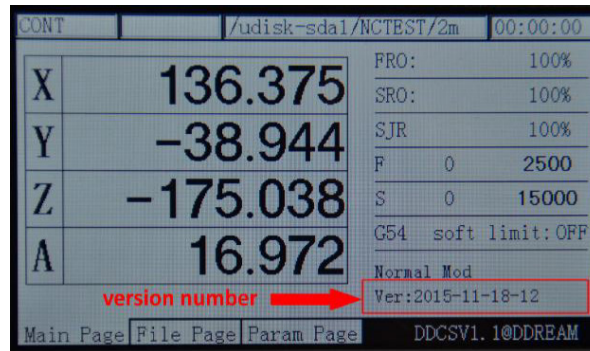 CONT /udisk-sda1/NCTEST/2m 00:00:00
X 136.375
Y -38.944
Z -175.038
A 16.972
FRO: 100%
SRO: 100%
SJR 100%
F 0 2500
S 0 15000
G54 soft limit:OFF
Normal Mod
version number
Ver:2015-11-18-12
Main Page File Page Param Page DDCSV1.1@DDREAM